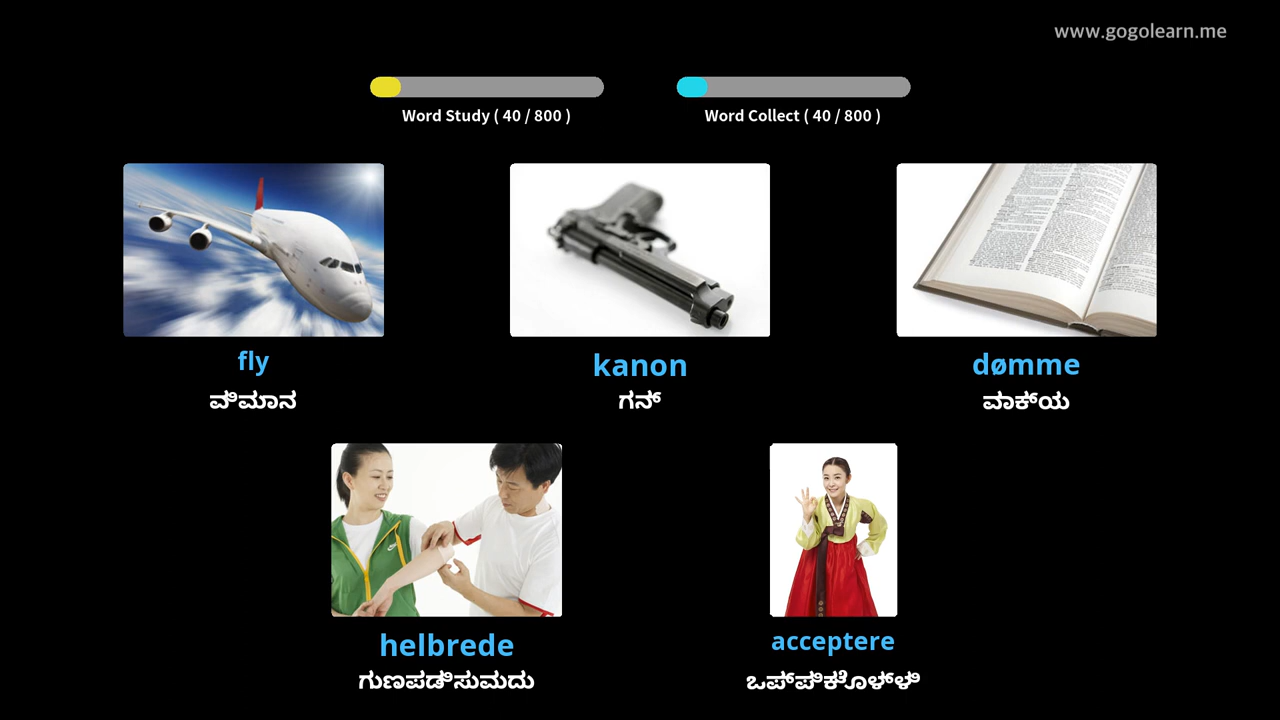 www.gogolearn.me
Word Study ( 40 / 800 )
Word Collect ( 40 / 800 )
fly
ವಿಮಾನ
kanon
ಗನ್
dømme
ವಾಕ್ಯ
helbrede
ಗುಣಪಡಿಸುಮದು
acceptere
ಒಪ್ಪಿಕೊಳ್ಳಿ